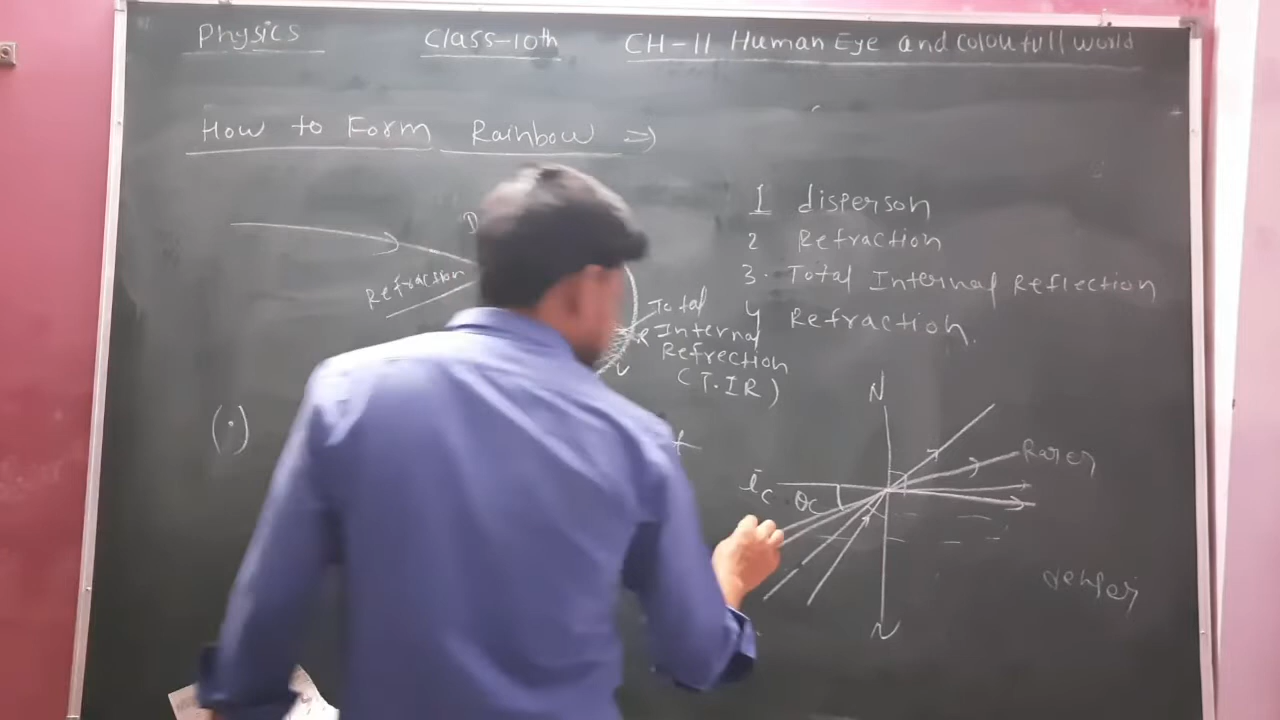 Physics Class-10th CH-11 Human Eye and colourfull world
How to Form Rainbow =>
1 disperson
2 Refraction
3. Total Internal Reflection
4 Refraction.
D
Refraction
Total
Internal
Refrection
(T.IR)
(.)
N
Rarer
ic θc
denser
N